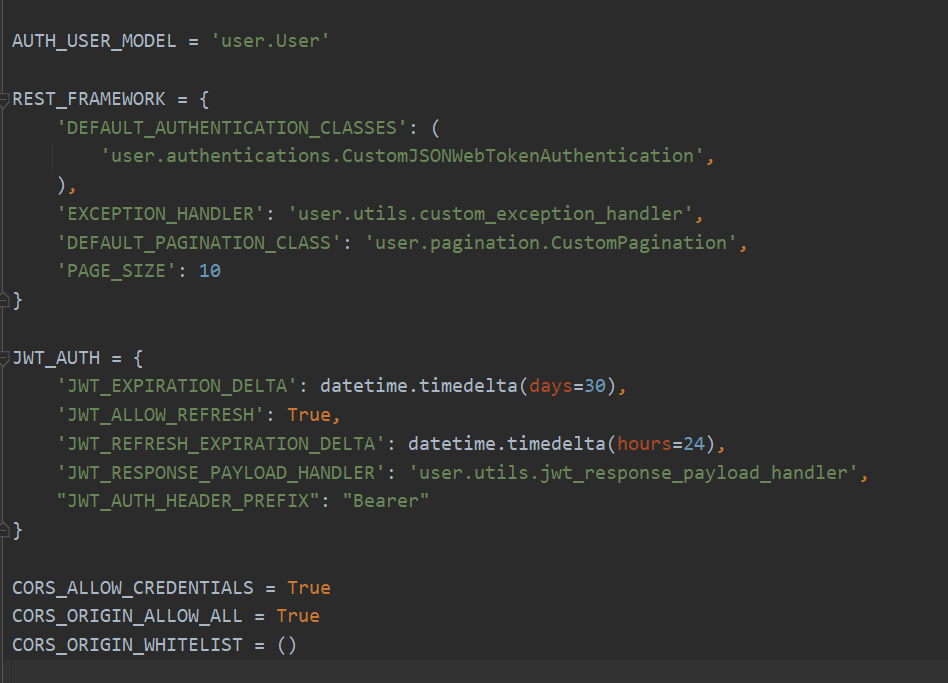 AUTH_USER_MODEL = 'user.User'
REST_FRAMEWORK = {
'DEFAULT_AUTHENTICATION_CLASSES': (
'user.authentications.CustomJSONWebTokenAuthentication',
),
'EXCEPTION_HANDLER': 'user.utils.custom_exception_handler',
'DEFAULT_PAGINATION_CLASS': 'user.pagination.CustomPagination',
'PAGE_SIZE': 10
}
JWT_AUTH = {
'JWT_EXPIRATION_DELTA': datetime.timedelta(days=30),
'JWT_ALLOW_REFRESH': True,
'JWT_REFRESH_EXPIRATION_DELTA': datetime.timedelta(hours=24),
'JWT_RESPONSE_PAYLOAD_HANDLER': 'user.utils.jwt_response_payload_handler',
"JWT_AUTH_HEADER_PREFIX": "Bearer"
}
CORS_ALLOW_CREDENTIALS = True
CORS_ORIGIN_ALLOW_ALL = True
CORS_ORIGIN_WHITELIST = ()